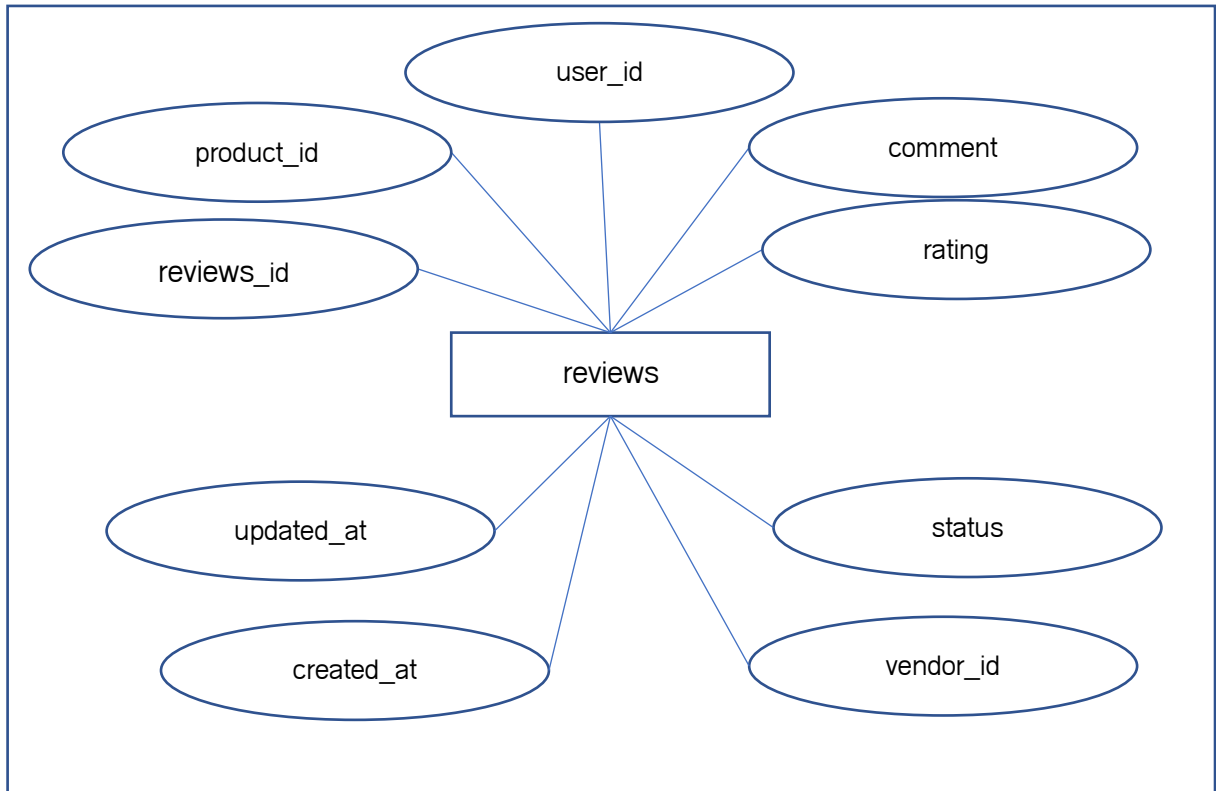 user_id
product_id
comment
reviews_id
rating
reviews
updated_at
status
created_at
vendor_id